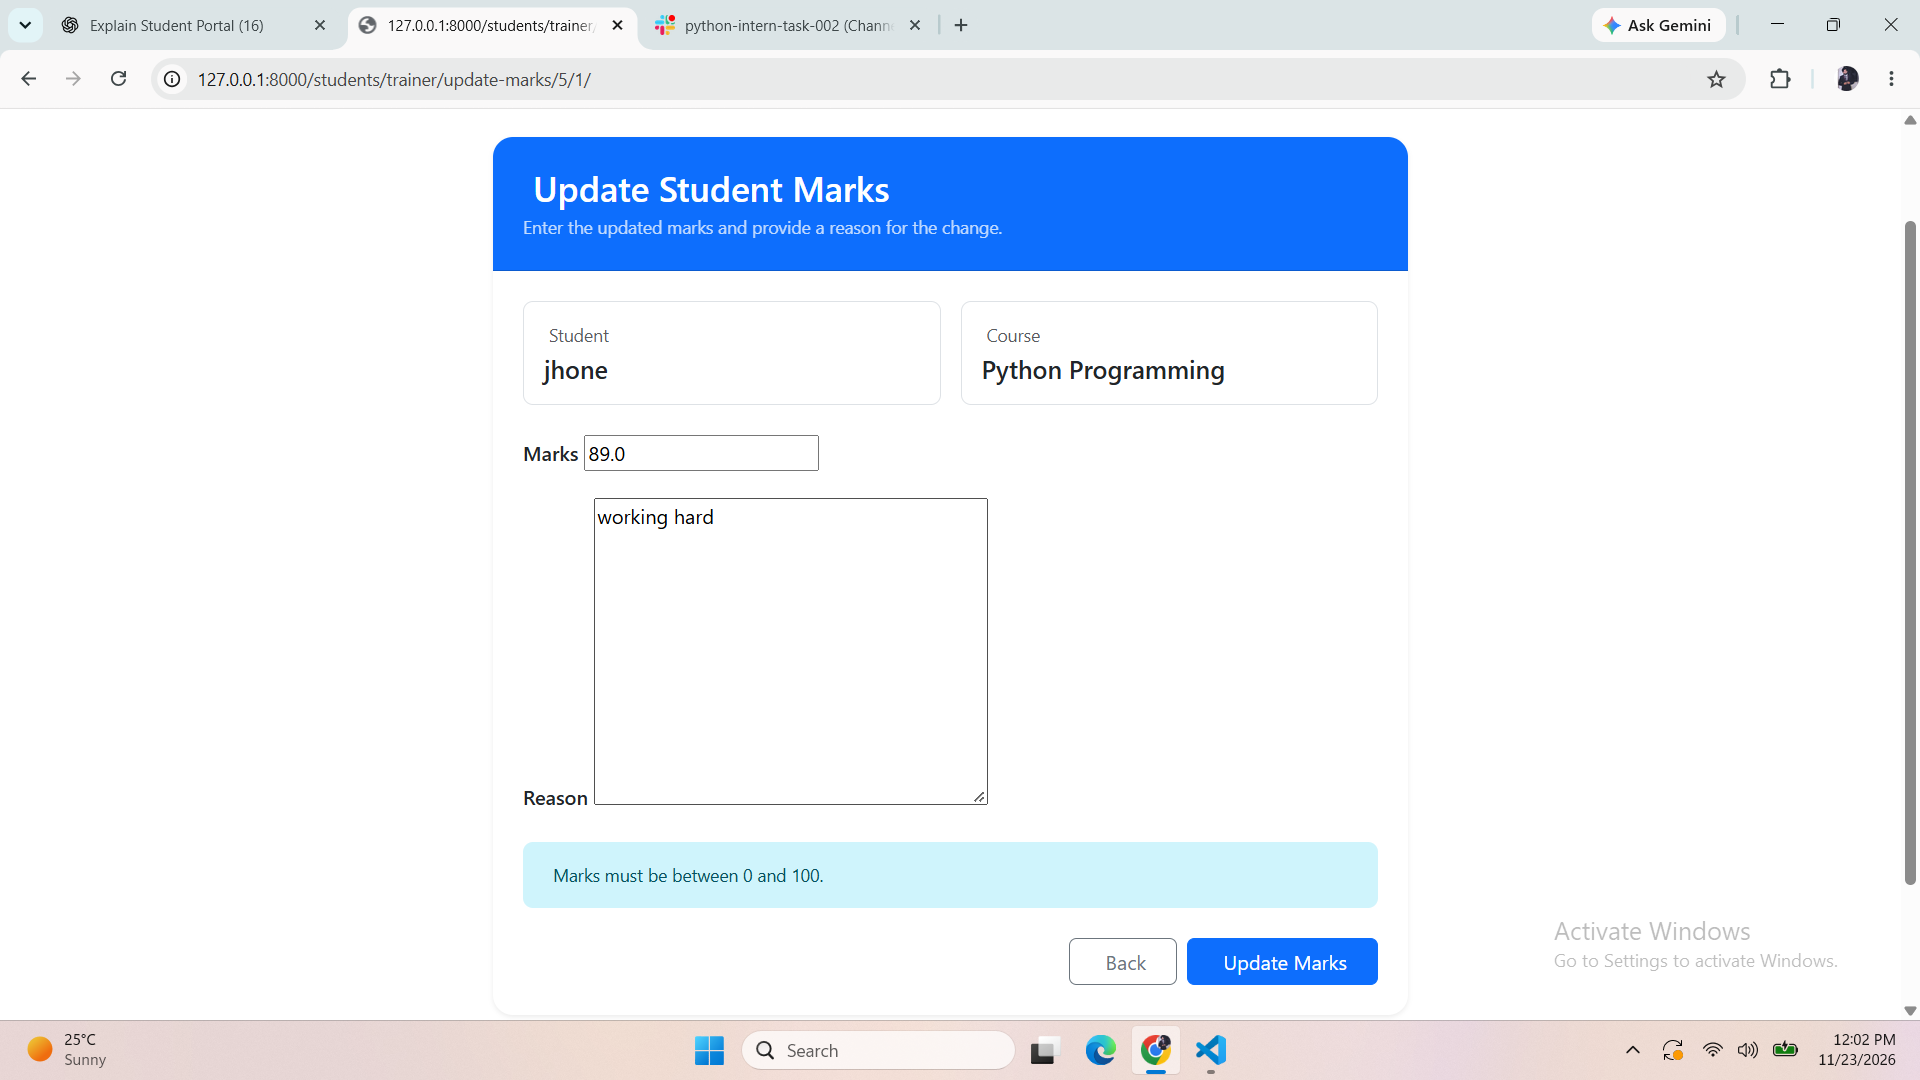 Explain Student Portal (16)
127.0.0.1:8000/students/trainer/
python-intern-task-002 (Chann
Ask Gemini
127.0.0.1:8000/students/trainer/update-marks/5/1/
Update Student Marks
Enter the updated marks and provide a reason for the change.
Student
jhone
Course
Python Programming
Marks
89.0
working hard
Reason
Marks must be between 0 and 100.
Back
Update Marks
Activate Windows
Go to Settings to activate Windows.
25°C
Sunny
Search
12:02 PM
11/23/2026